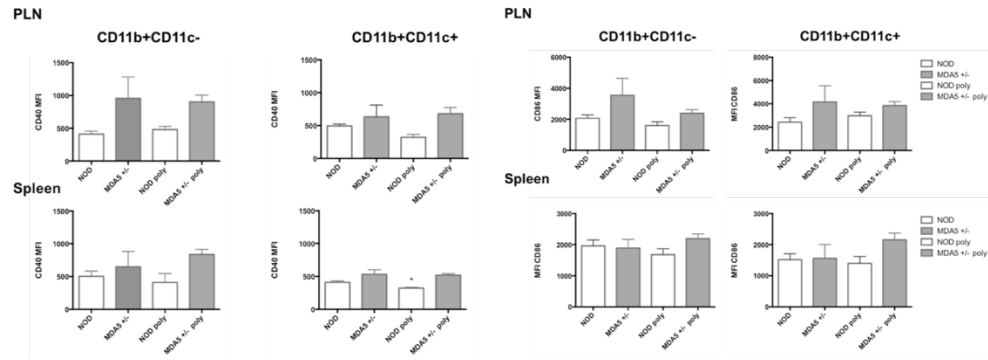 PLN
CD11b+CD11c-
CD11b+CD11c+
CD40 MFI
1500
1000
500
0
NOD
MDA5 +/-
NOD poly
MDA5 +/- poly
CD40 MFI
1500
1000
500
0
NOD
MDA5 +/-
NOD poly
MDA5 +/- poly
Spleen
CD40 MFI
1500
1000
500
0
NOD
MDA5 +/-
NOD poly
MDA5 +/- poly
CD40 MFI
1500
1000
500
0
*
NOD
MDA5 +/-
NOD poly
MDA5 +/- poly
PLN
CD11b+CD11c-
CD11b+CD11c+
CD86 MFI
6000
4000
2000
0
NOD
MDA5 +/-
NOD poly
MDA5 +/- poly
MFI CD86
8000
6000
4000
2000
0
NOD
MDA5 +/-
NOD poly
MDA5 +/- poly
NOD
MDA5 +/-
NOD poly
MDA5 +/- poly
Spleen
MFI CD86
3000
2000
1000
0
NOD
MDA5 +/-
NOD poly
MDA5 +/- poly
MFI CD86
3000
2000
1000
0
NOD
MDA5 +/-
NOD poly
MDA5 +/- poly
NOD
MDA5 +/-
NOD poly
MDA5 +/- poly